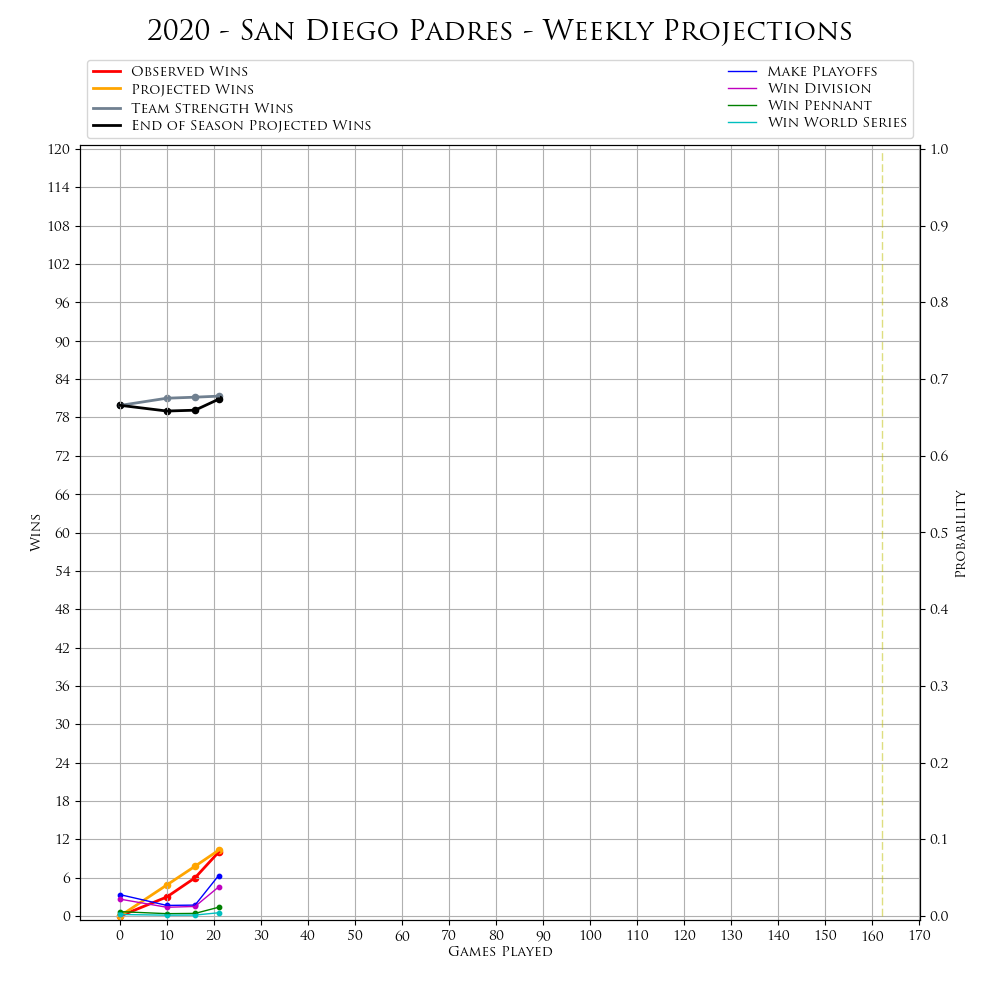 2020 - San Diego Padres - Weekly Projections
Observed Wins
Projected Wins
Team Strength Wins
End of Season Projected Wins
Make Playoffs
Win Division
Win Pennant
Win World Series
120
114
108
102
96
90
84
78
72
66
60
54
48
42
36
30
24
18
12
6
0
Wins
1.0
0.9
0.8
0.7
0.6
0.5
0.4
0.3
0.2
0.1
0.0
Probability
0 10 20 30 40 50 60 70 80 90 100 110 120 130 140 150 160 170
Games Played